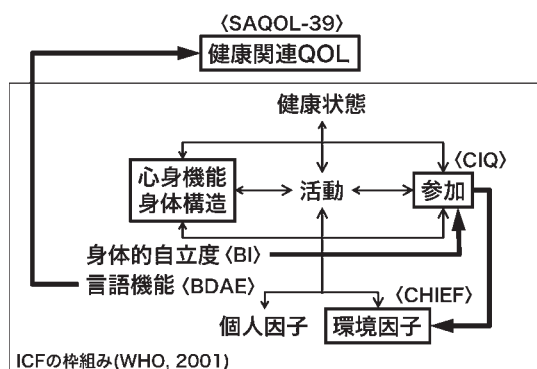 〈SAQOL-39〉
健康関連QOL
健康状態
〈CIQ〉
心身機能
身体構造
活動
参加
身体的自立度〈BI〉
言語機能〈BDAE〉
〈CHIEF〉
個人因子
環境因子
ICFの枠組み(WHO, 2001)